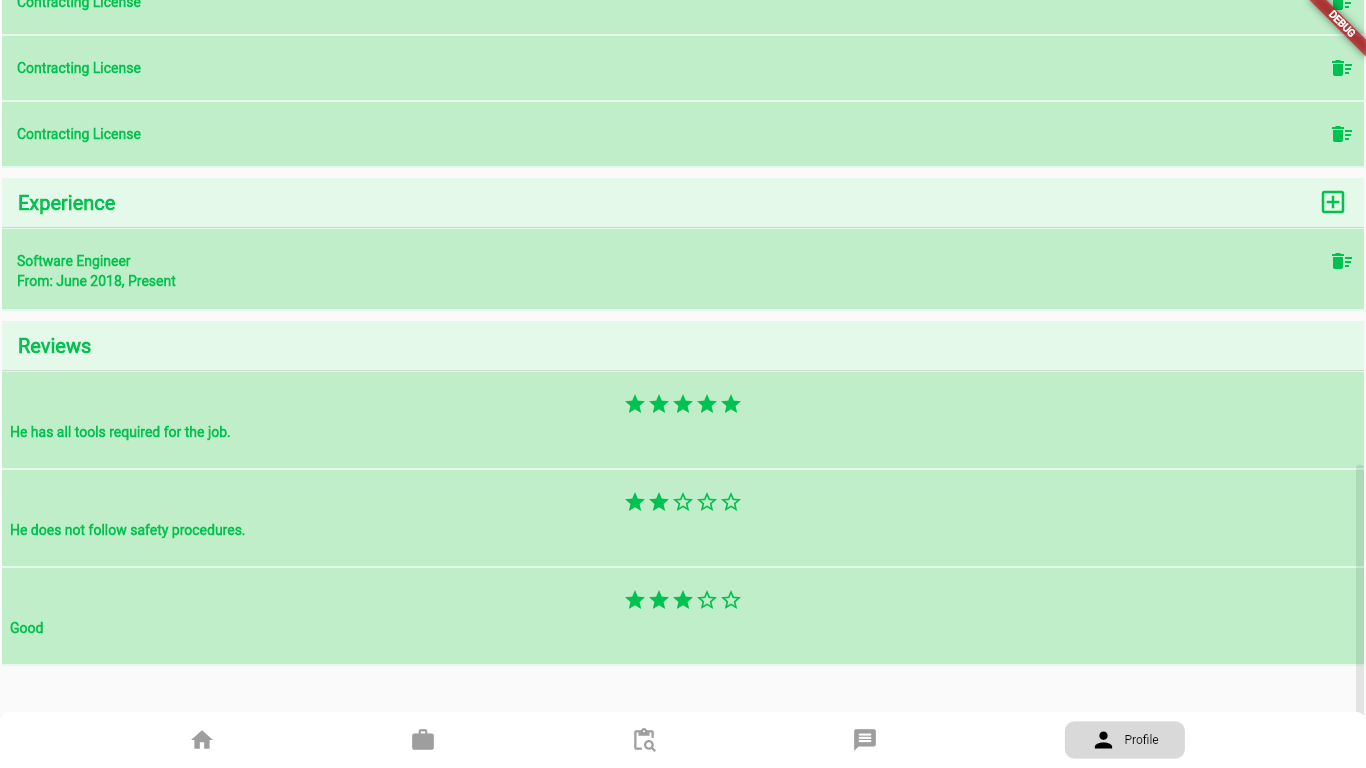 Contracting License
DEBUG
Contracting License
Contracting License
Experience
Software Engineer
From: June 2018, Present
Reviews
He has all tools required for the job.
He does not follow safety procedures.
Good
Profile